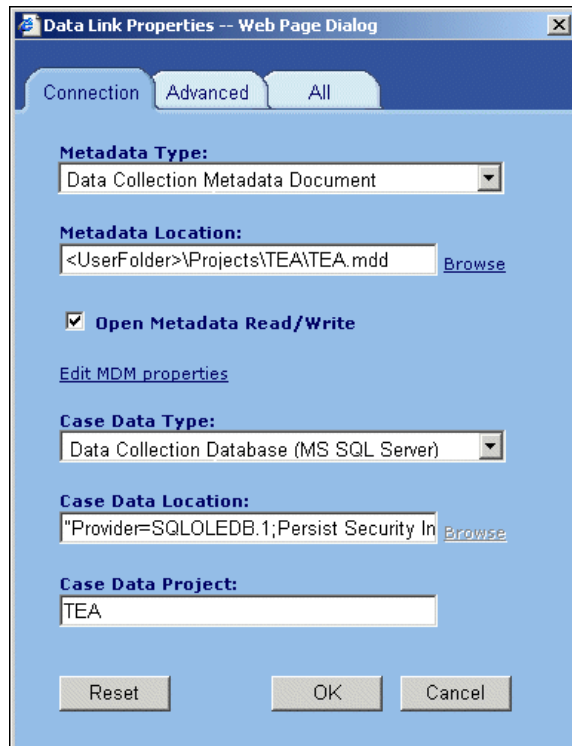 Data Link Properties -- Web Page Dialog
Connection Advanced All
Metadata Type:
Data Collection Metadata Document
Metadata Location:
<UserFolder>\Projects\TEA\TEA.mdd Browse
Open Metadata Read/Write
Edit MDM properties
Case Data Type:
Data Collection Database (MS SQL Server)
Case Data Location:
"Provider=SQLOLEDB.1;Persist Security In Browse
Case Data Project:
TEA
Reset OK Cancel